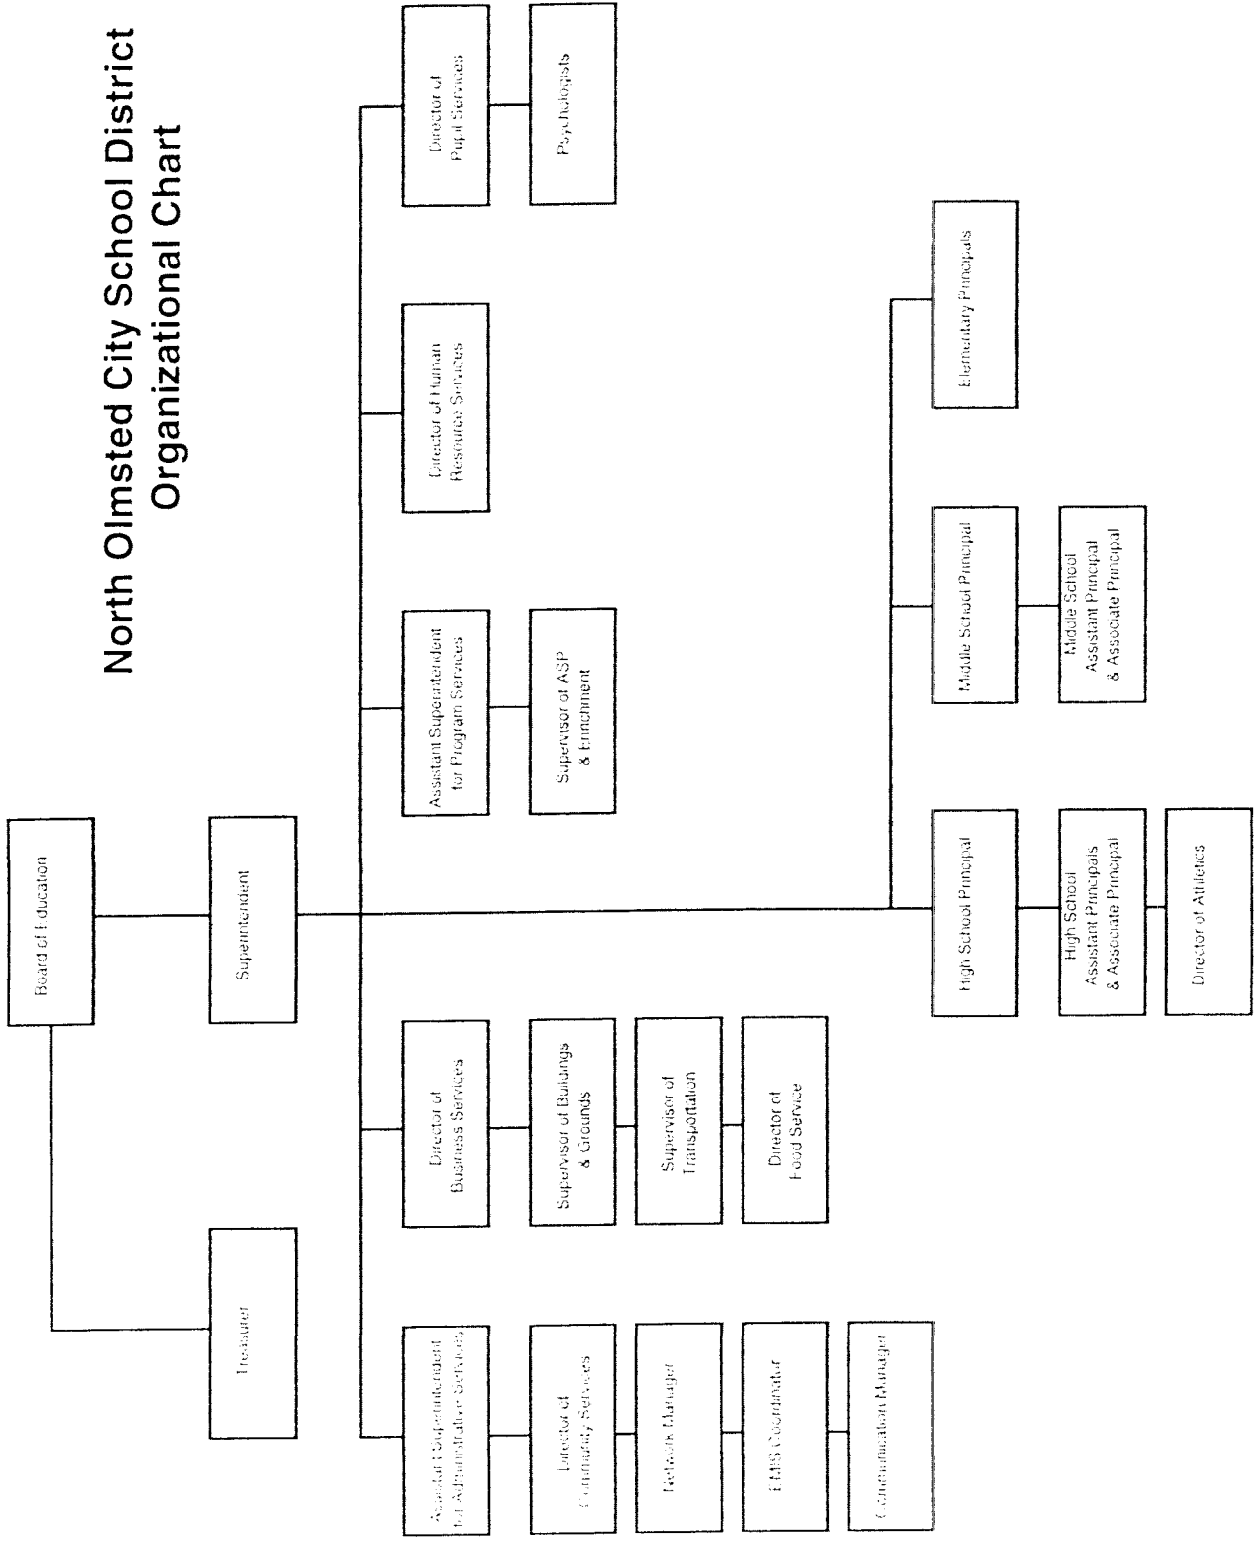 North Olmsted City School District
Organizational Chart
Board of Education
Treasurer
Superintendent
Assistant Superintendent
for Administrative Services
Director of
Community Services
Network Manager
EMIS Coordinator
Communication Manager
Director of
Business Services
Supervisor of Buildings
& Grounds
Supervisor of
Transportation
Director of
Food Service
Assistant Superintendent
for Program Services
Supervisor of ASP
& Enrichment
Director of Human
Resource Services
Director of
Pupil Services
Psychologists
High School Principal
High School
Assistant Principals
& Associate Principal
Director of Athletics
Middle School Principal
Middle School
Assistant Principal
& Associate Principal
Elementary Principals